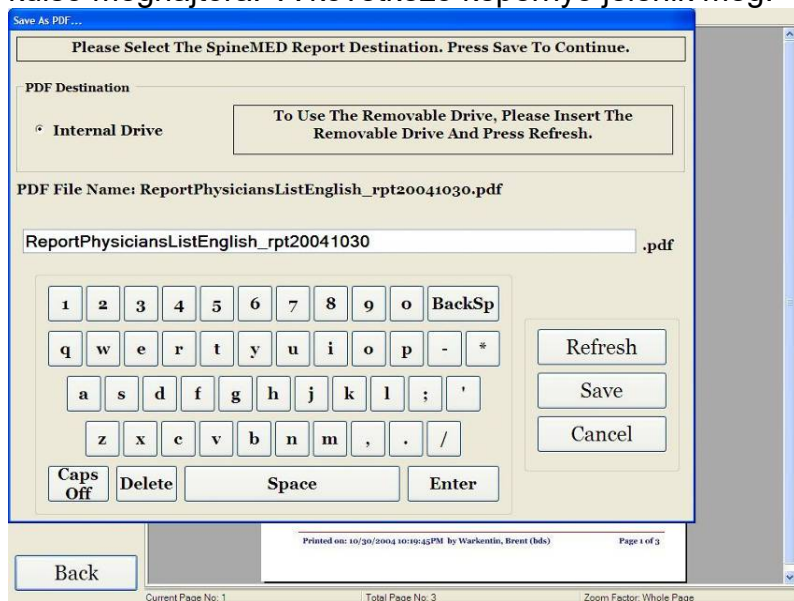 Save As PDF...
Please Select The SpineMED Report Destination. Press Save To Continue.
PDF Destination
Internal Drive
To Use The Removable Drive, Please Insert The
Removable Drive And Press Refresh.
PDF File Name: ReportPhysiciansListEnglish_rpt20041030.pdf
ReportPhysiciansListEnglish_rpt20041030 .pdf
1 2 3 4 5 6 7 8 9 0 BackSp
q w e r t y u i o p - *
a s d f g h j k l ; '
z x c v b n m , . /
Caps Off Delete Space Enter
Refresh
Save
Cancel
Printed on: 10/30/2004 10:19:45PM by Warkentin, Brent (bds) Page 1 of 3
Back
Current Page No: 1 Total Page No: 3 Zoom Factor: Whole Page